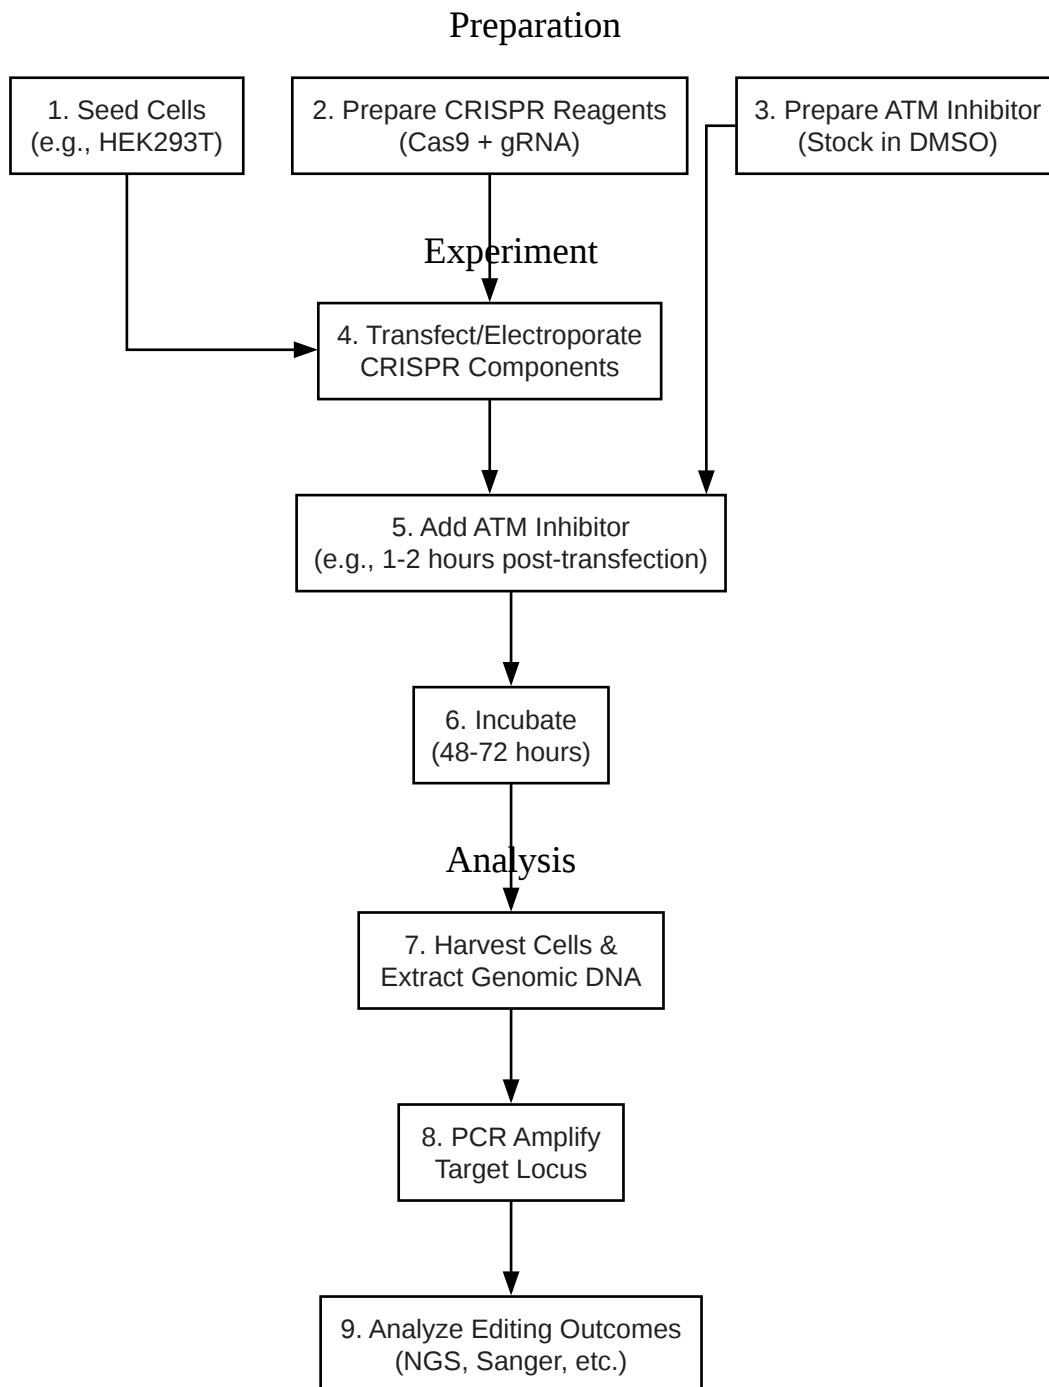 Preparation
1. Seed Cells
(e.g., HEK293T)
2. Prepare CRISPR Reagents
(Cas9 + gRNA)
3. Prepare ATM Inhibitor
(Stock in DMSO)
Experiment
4. Transfect/Electroporate
CRISPR Components
5. Add ATM Inhibitor
(e.g., 1-2 hours post-transfection)
6. Incubate
(48-72 hours)
Analysis
7. Harvest Cells &
Extract Genomic DNA
8. PCR Amplify
Target Locus
9. Analyze Editing Outcomes
(NGS, Sanger, etc.)